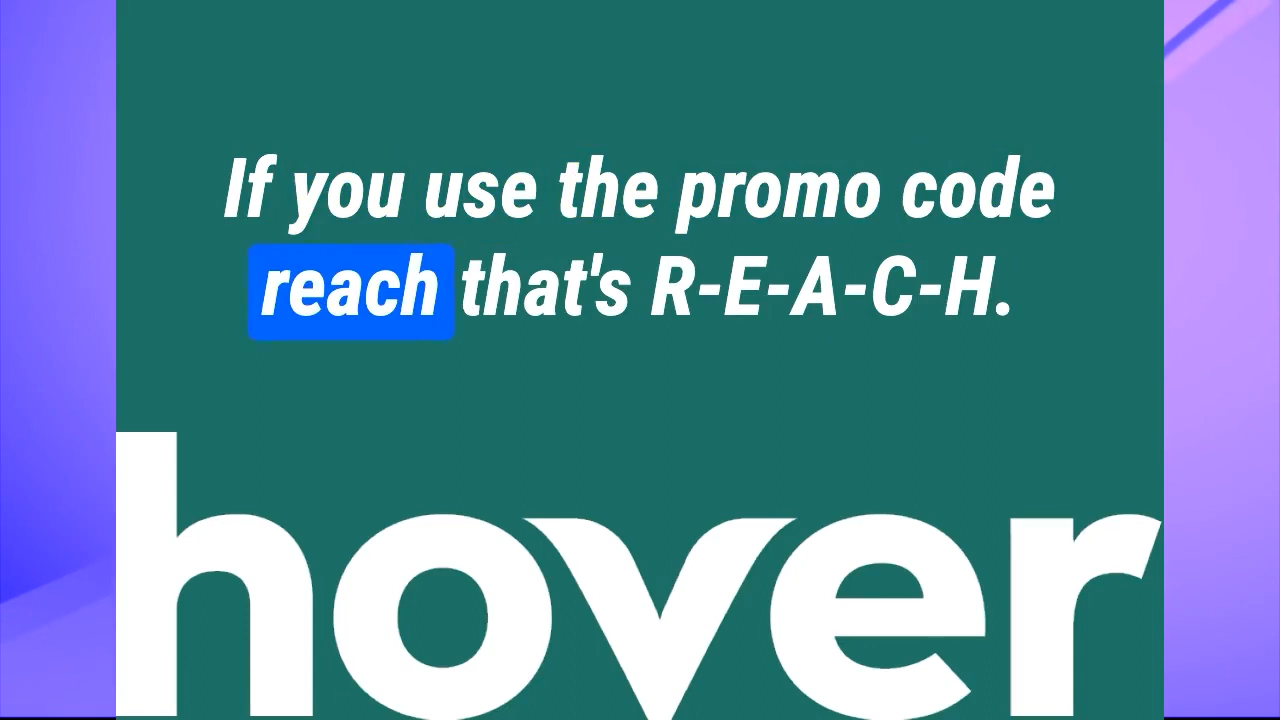 If you use the promo code
reach that's R-E-A-C-H.
hover